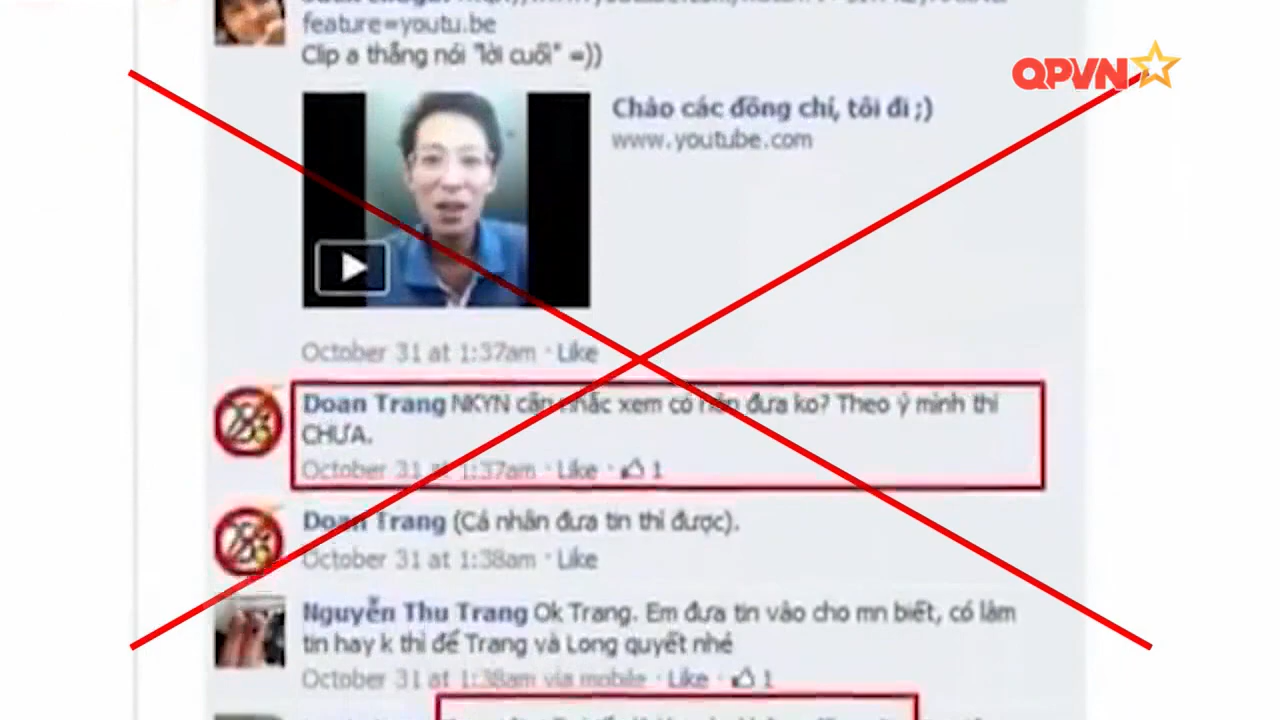 feature=youtu.be
QPVN
Clip a thắng nói "lời cuối" =))
Chào các đồng chí, tôi đi ;)
www.youtube.com
October 31 at 1:37am · Like
Doan Trang NKYN cân nhắc xem có nên đưa ko? Theo ý mình thì
CHƯA.
October 31 at 1:37am · Like · 1
Doan Trang (Cá nhân đưa tin thì được).
October 31 at 1:38am · Like
Nguyễn Thu Trang Ok Trang. Em đưa tin vào cho mn biết, có làm
tin hay k thì để Trang và Long quyết nhé
October 31 at 1:38am via mobile · Like · 1